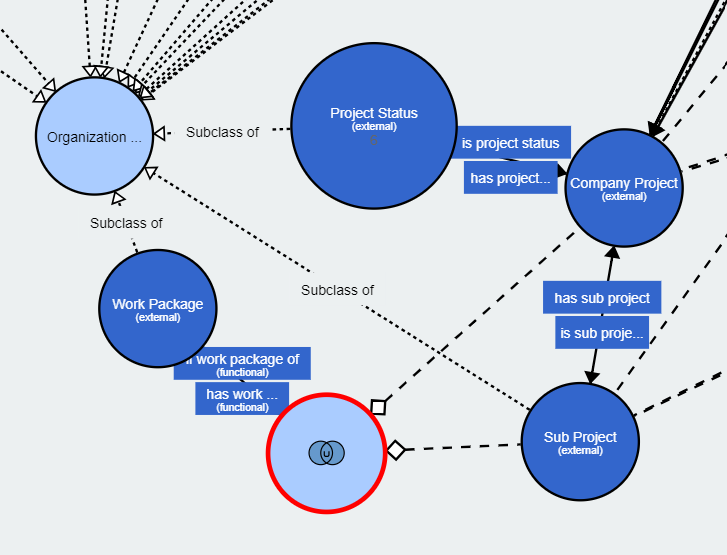 Project Status
(external)
Organization ...
Subclass of
is project status
has project...
Company Project
(external)
Subclass of
Subclass of
has sub project
is sub proje...
Work Package
(external)
work package of
(functional)
has work ...
(functional)
Sub Project
(external)
U